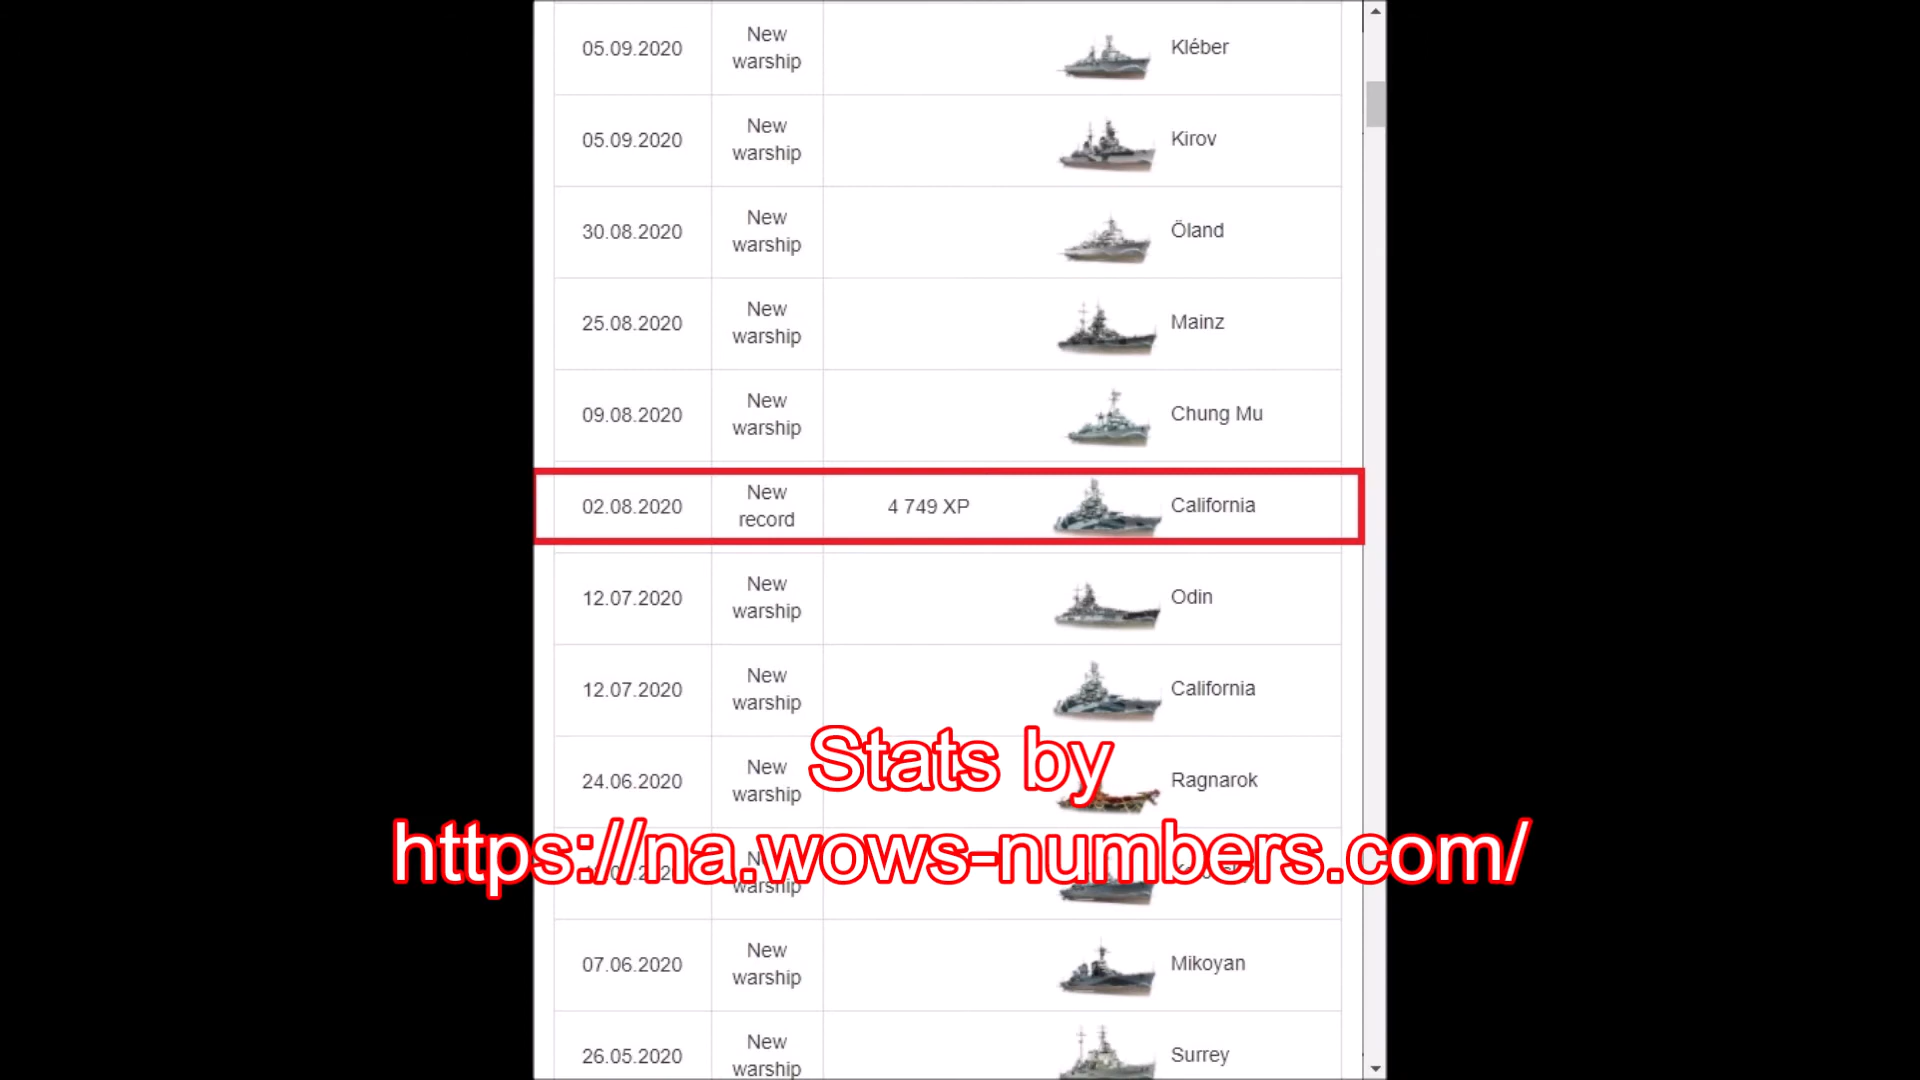 05.09.2020 New warship Kléber
05.09.2020 New warship Kirov
30.08.2020 New warship Öland
25.08.2020 New warship Mainz
09.08.2020 New warship Chung Mu
02.08.2020 New record 4 749 XP California
12.07.2020 New warship Odin
12.07.2020 New warship California
24.06.2020 New warship Ragnarok
Stats by
https://na.wows-numbers.com/
warship
07.06.2020 New warship Mikoyan
26.05.2020 New warship Surrey